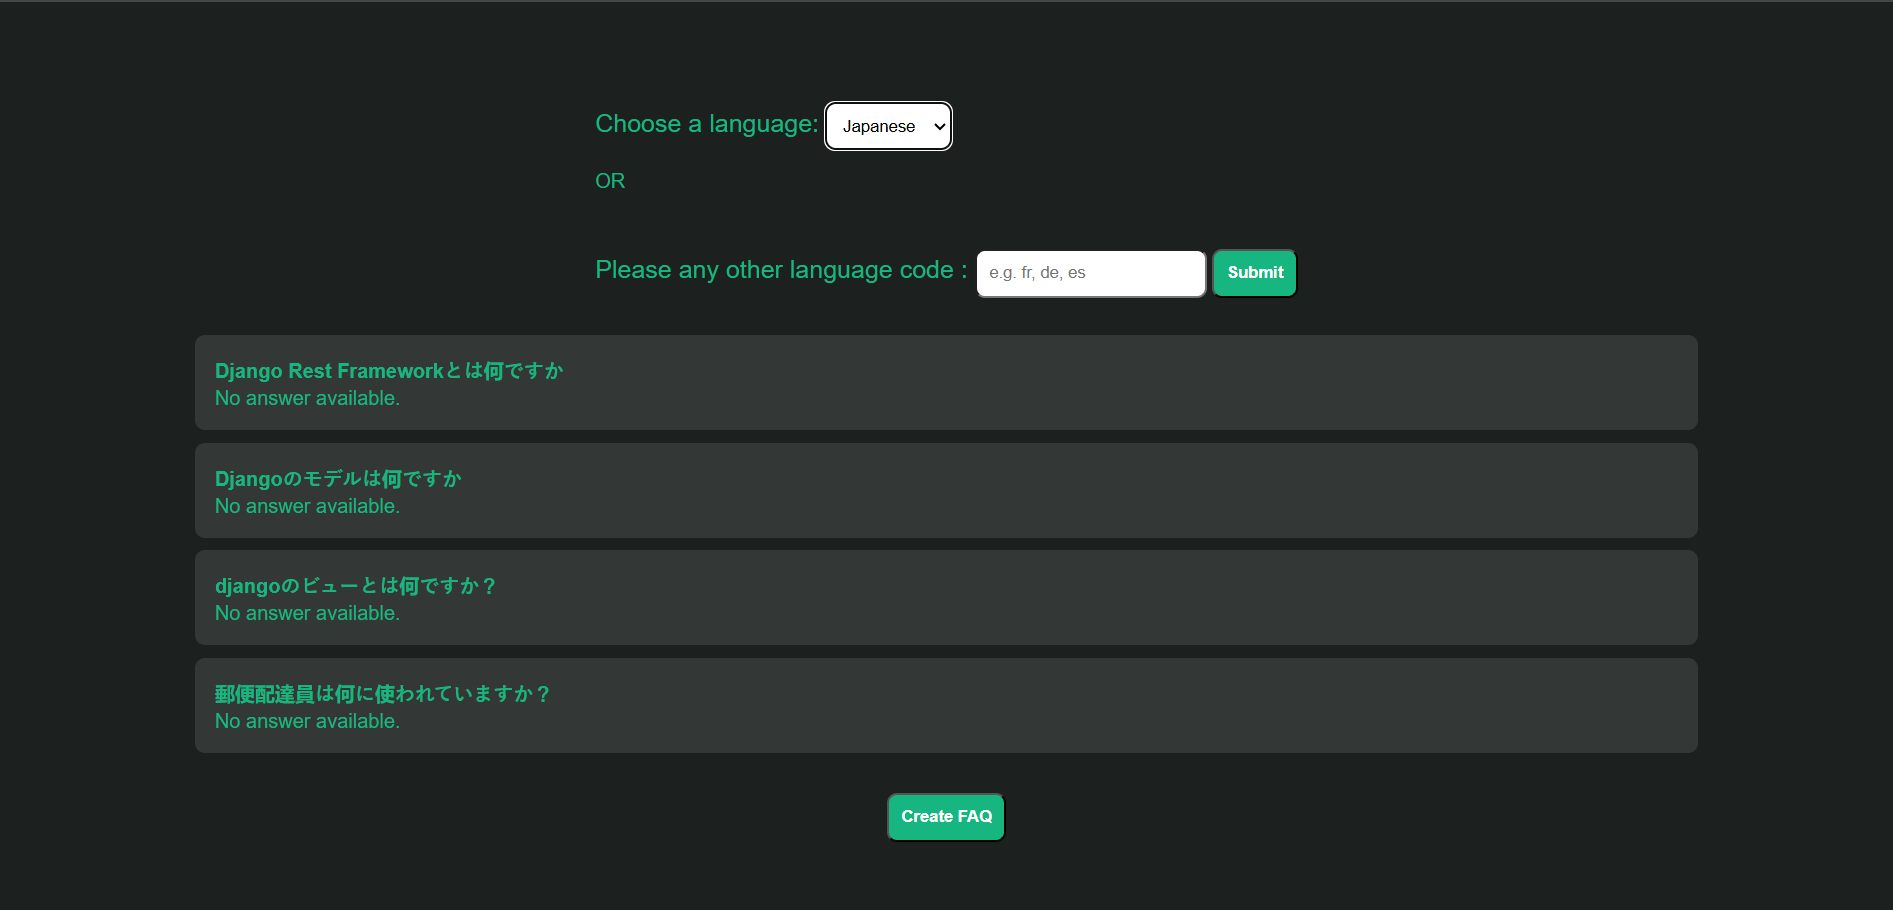 Choose a language: Japanese
OR
Please any other language code : e.g. fr, de, es Submit
Django Rest Frameworkとは何ですか
No answer available.
Djangoのモデルは何ですか
No answer available.
djangoのビューとは何ですか？
No answer available.
郵便配達員は何に使われていますか？
No answer available.
Create FAQ